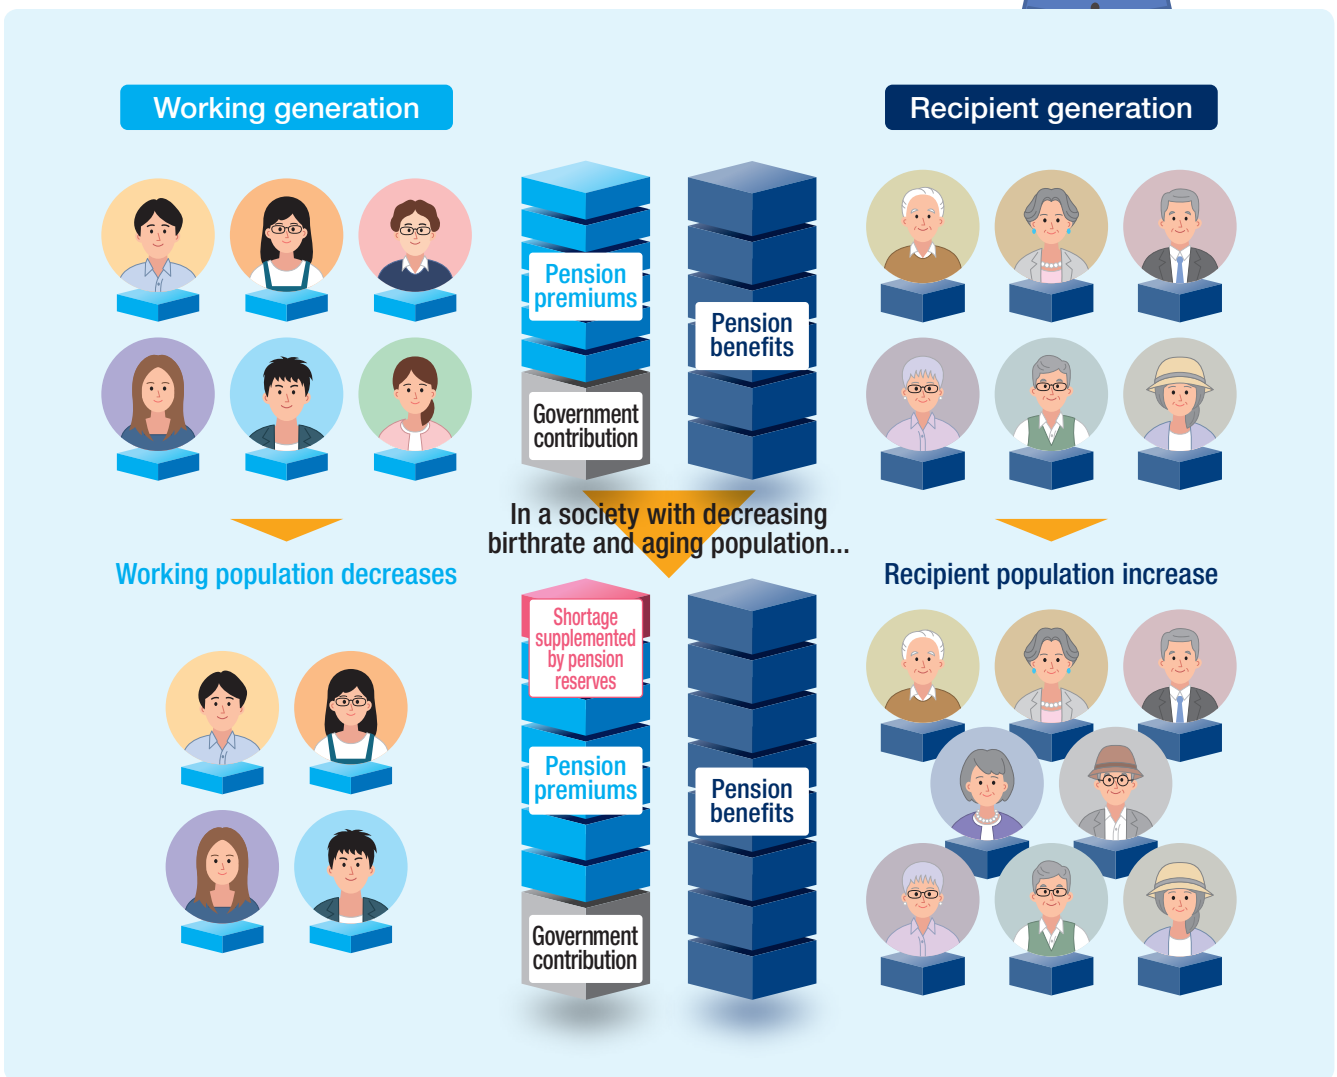 Working generation
Recipient generation
Pension
premiums
Pension
benefits
Government
contribution
In a society with decreasing
birthrate and aging population...
Working population decreases
Recipient population increase
Shortage
supplemented
by pension
reserves
Pension
premiums
Pension
benefits
Government
contribution